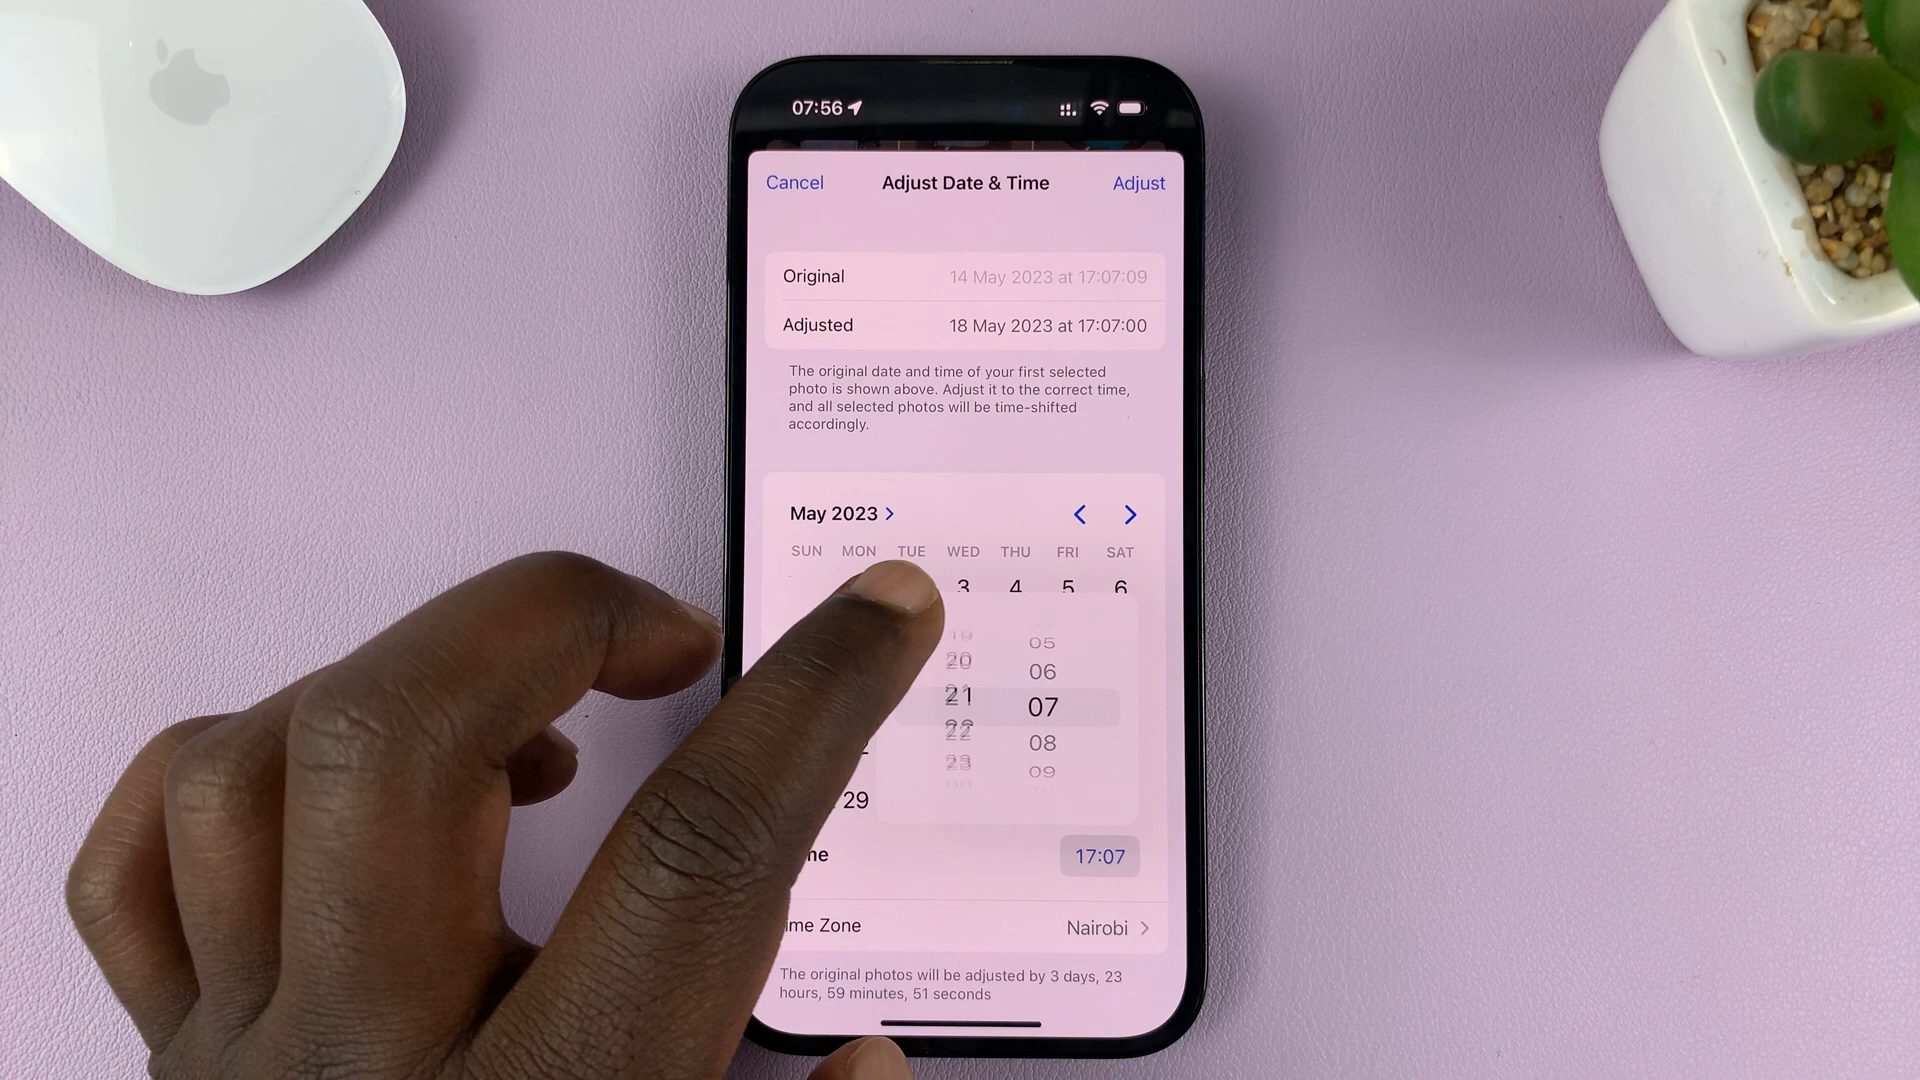 07:56
Cancel Adjust Date & Time Adjust
Original 14 May 2023 at 17:07:09
Adjusted 18 May 2023 at 17:07:00
The original date and time of your first selected
photo is shown above. Adjust it to the correct time,
and all selected photos will be time-shifted
accordingly.
May 2023
SUN MON TUE WED THU FRI SAT
3 4 5 6
19 05
20 06
21 07
22 08
23 09
29
17:07
Zone Nairobi
The original photos will be adjusted by 3 days, 23
hours, 59 minutes, 51 seconds